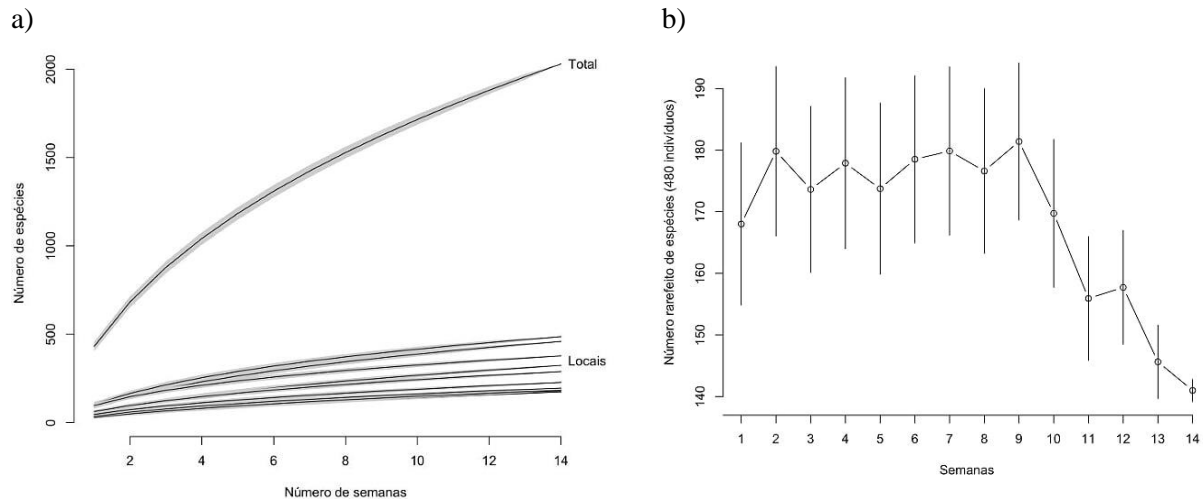 a)
Número de espécies
2000
1500
1000
500
0
Total
Locais
2 4 6 8 10 12 14
Número de semanas
b)
Número rarefeito de espécies (480 indivíduos)
190
180
170
160
150
140
1 2 3 4 5 6 7 8 9 10 11 12 13 14
Semanas